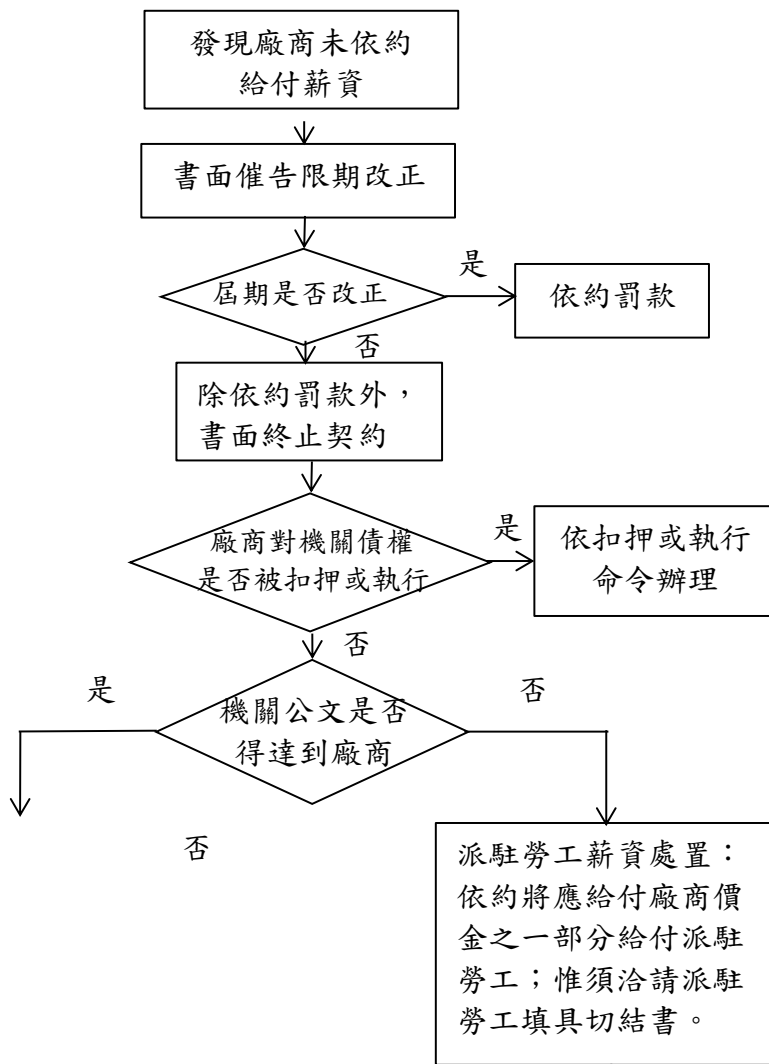 發現廠商未依約
給付薪資
書面催告限期改正
屆期是否改正
是
依約罰款
否
除依約罰款外，
書面終止契約
廠商對機關債權
是否被扣押或執行
是
依扣押或執行
命令辦理
否
是
機關公文是否
得達到廠商
否
否
派駐勞工薪資處置：
依約將應給付廠商價
金之一部分給付派駐
勞工；惟須洽請派駐
勞工填具切結書。